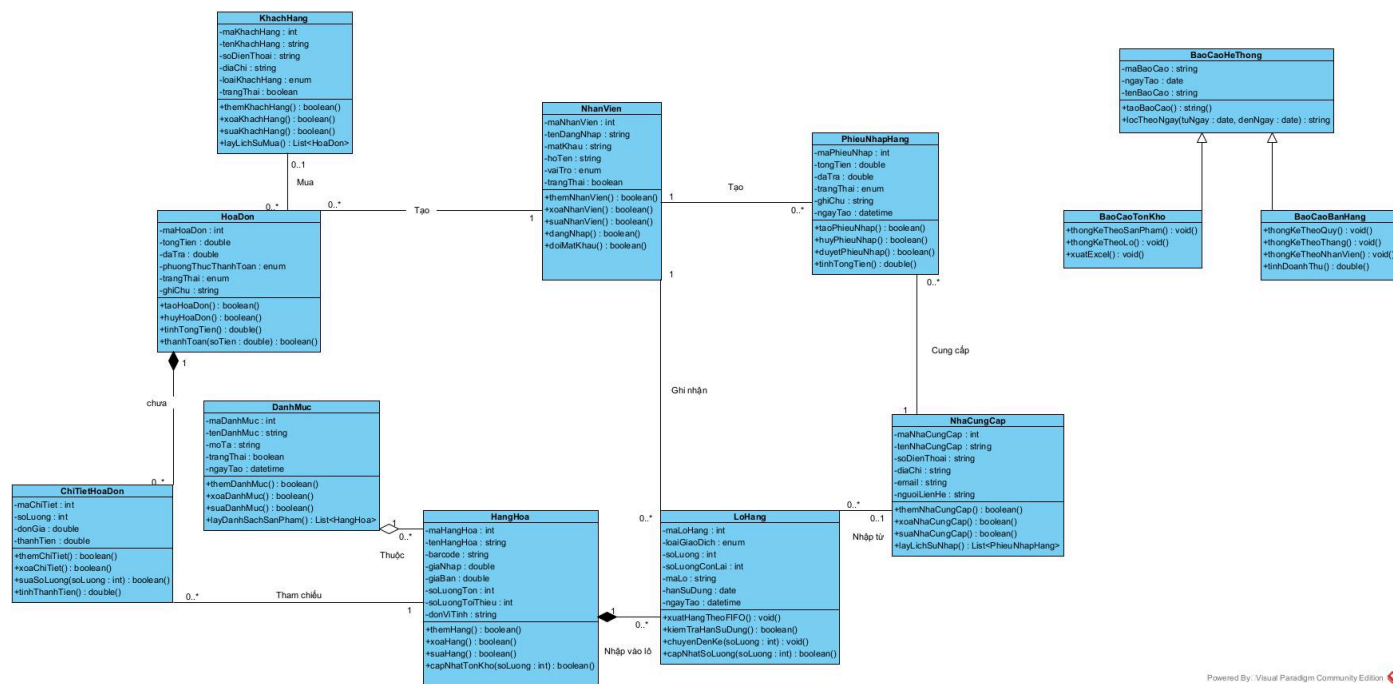 KhachHang
-maKhachHang : int
-tenKhachHang : string
-soDienThoai : string
-diaChi : string
-loaiKhachHang : enum
-trangThai : boolean
+themKhachHang() : boolean()
+xoaKhachHang() : boolean()
+suaKhachHang() : boolean()
+layLichSuMua() : List<HoaDon>
0..1
Mua
0..*
HoaDon
-maHoaDon : int
-tongTien : double
-daTra : double
-phuongThucThanhToan : enum
-trangThai : enum
-ghiChu : string
+taoHoaDon() : boolean()
+huyHoaDon() : boolean()
+tinhTongTien() : double()
+thanhToan(soTien : double) : boolean()
0..*
Tạo
1
NhanVien
-maNhanVien : int
-tenDangNhap : string
-matKhau : string
-hoTen : string
-vaiTro : enum
-trangThai : boolean
+themNhanVien() : boolean()
+xoaNhanVien() : boolean()
+suaNhanVien() : boolean()
+dangNhap() : boolean()
+doiMatKhau() : boolean()
1
Tạo
0..*
PhieuNhapHang
-maPhieuNhap : int
-tongTien : double
-daTra : double
-trangThai : enum
-ghiChu : string
-ngayTao : datetime
+taoPhieuNhap() : boolean()
+huyPhieuNhap() : boolean()
+duyetPhieuNhap() : boolean()
+tinhTongTien() : double()
BaoCaoHeThong
-maBaoCao : string
-ngayTao : date
-tenBaoCao : string
+taoBaoCao() : string()
+locTheoNgay(tuNgay : date, denNgay : date) : string
BaoCaoTonKho
+thongKeTheoSanPham() : void()
+thongKeTheoLo() : void()
+xuatExcel() : void()
BaoCaoBanHang
+thongKeTheoQuy() : void()
+thongKeTheoThang() : void()
+thongKeTheoNhanVien() : void()
+tinhDoanhThu() : double()
1
chưa
0..*
1
Ghi nhận
0..*
0..*
Cung cấp
1
DanhMuc
-maDanhMuc : int
-tenDanhMuc : string
-moTa : string
-trangThai : boolean
-ngayTao : datetime
+themDanhMuc() : boolean()
+xoaDanhMuc() : boolean()
+suaDanhMuc() : boolean()
+layDanhSachSanPham() : List<HangHoa>
1
0..*
Thuộc
NhaCungCap
-maNhaCungCap : int
-tenNhaCungCap : string
-soDienThoai : string
-diaChi : string
-email : string
-nguoiLienHe : string
+themNhaCungCap() : boolean()
+xoaNhaCungCap() : boolean()
+suaNhaCungCap() : boolean()
+layLichSuNhap() : List<PhieuNhapHang>
0..*
0..1
Nhập từ
ChiTietHoaDon
-maChiTiet : int
-soLuong : int
-donGia : double
-thanhTien : double
+themChiTiet() : boolean()
+xoaChiTiet() : boolean()
+suaSoLuong(soLuong : int) : boolean()
+tinhThanhTien() : double()
0..*
Tham chiếu
1
HangHoa
-maHangHoa : int
-tenHangHoa : string
-barcode : string
-giaNhap : double
-giaBan : double
-soLuongTon : int
-soLuongToiThieu : int
-donViTinh : string
+themHang() : boolean()
+xoaHang() : boolean()
+suaHang() : boolean()
+capNhatTonKho(soLuong : int) : boolean()
1
0..*
Nhập vào lô
LoHang
-maLoHang : int
-loaiGiaoDich : enum
-soLuong : int
-soLuongConLai : int
-maLo : string
-hanSuDung : date
-ngayTao : datetime
+xuatHangTheoFIFO() : void()
+kiemTraHanSuDung() : boolean()
+chuyenDenKe(soLuong : int) : void()
+capNhatSoLuong(soLuong : int) : boolean()
Powered By: Visual Paradigm Community Edition